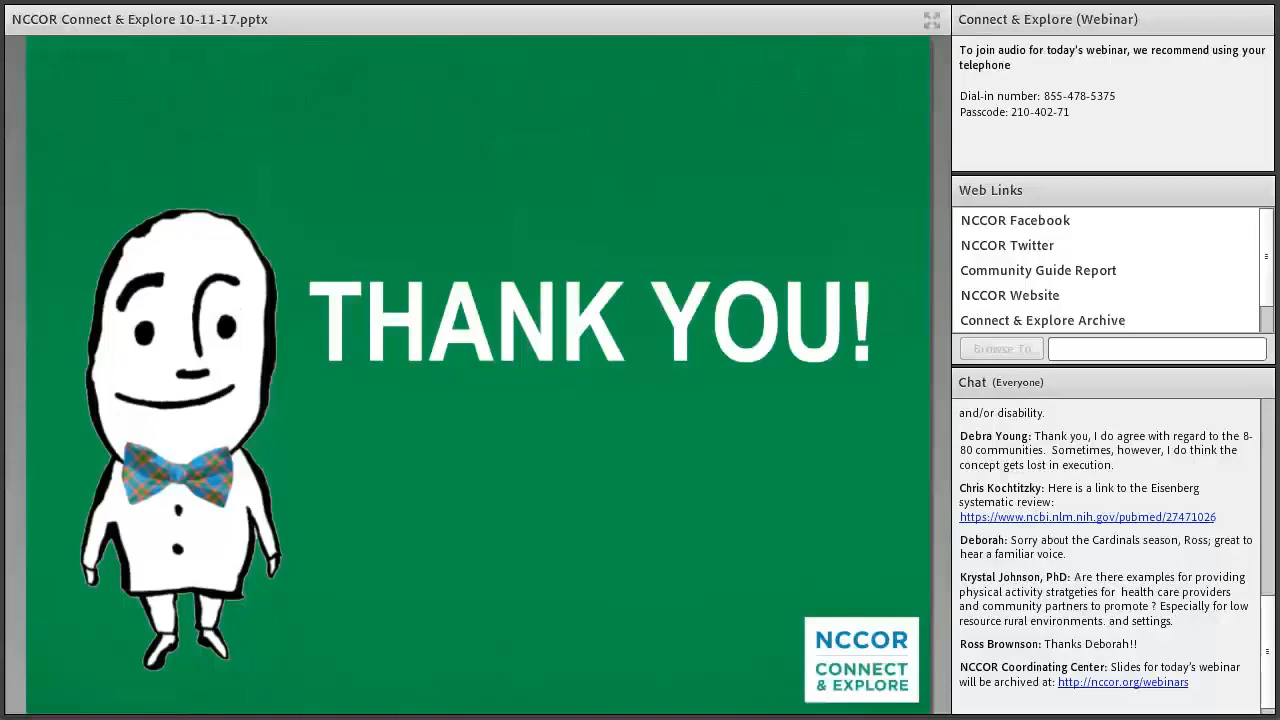 NCCOR Connect & Explore 10-11-17.pptx
THANK YOU!
NCCOR
CONNECT
& EXPLORE
Connect & Explore (Webinar)
To join audio for today's webinar, we recommend using your
telephone
Dial-in number: 855-478-5375
Passcode: 210-402-71
Web Links
NCCOR Facebook
NCCOR Twitter
Community Guide Report
NCCOR Website
Connect & Explore Archive
Browse To
Chat (Everyone)
and/or disability.
Debra Young: Thank you, I do agree with regard to the 8-
80 communities. Sometimes, however, I do think the
concept gets lost in execution.
Chris Kochtitzky: Here is a link to the Eisenberg
systematic review:
https://www.ncbi.nlm.nih.gov/pubmed/27471026
Deborah: Sorry about the Cardinals season, Ross; great to
hear a familiar voice.
Krystal Johnson, PhD: Are there examples for providing
physical activity stratgeties for health care providers
and community partners to promote ? Especially for low
resource rural environments. and settings.
Ross Brownson: Thanks Deborah!!
NCCOR Coordinating Center: Slides for today's webinar
will be archived at: http://nccor.org/webinars